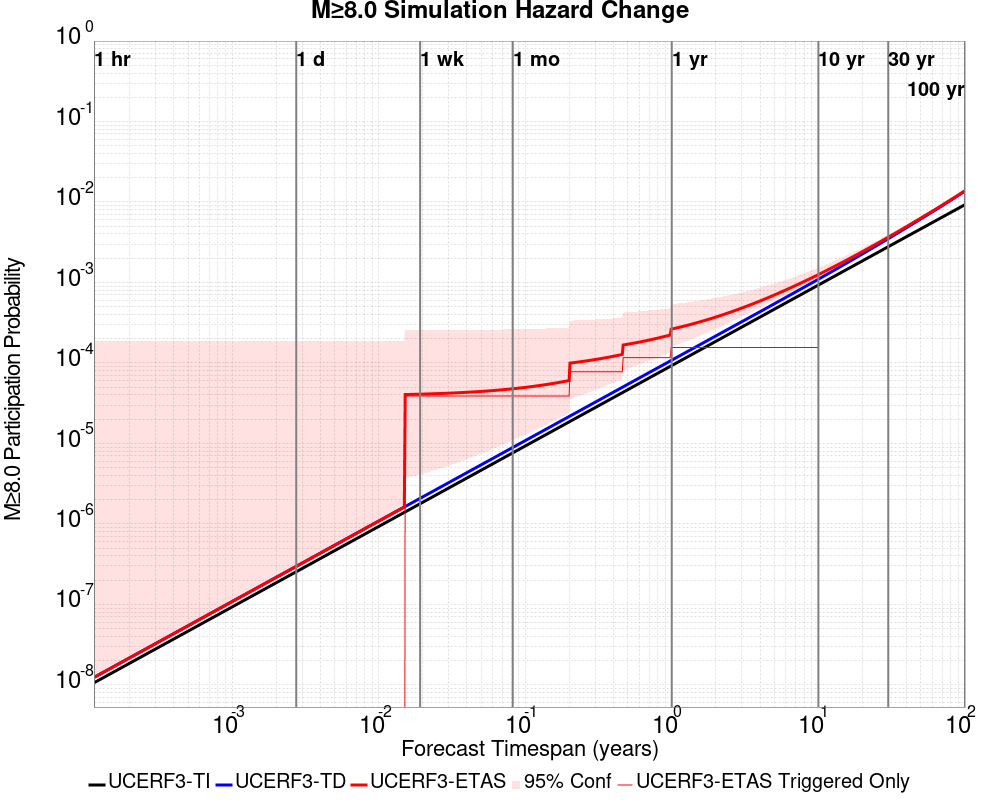 M≥8.0 Simulation Hazard Change
10^0
1 hr 1 d 1 wk 1 mo 1 yr 10 yr 30 yr
100 yr
10^-1
10^-2
10^-3
10^-4
10^-5
10^-6
10^-7
10^-8
M≥8.0 Participation Probability
10^-3 10^-2 10^-1 10^0 10^1 10^2
Forecast Timespan (years)
UCERF3-TI UCERF3-TD UCERF3-ETAS 95% Conf UCERF3-ETAS Triggered Only